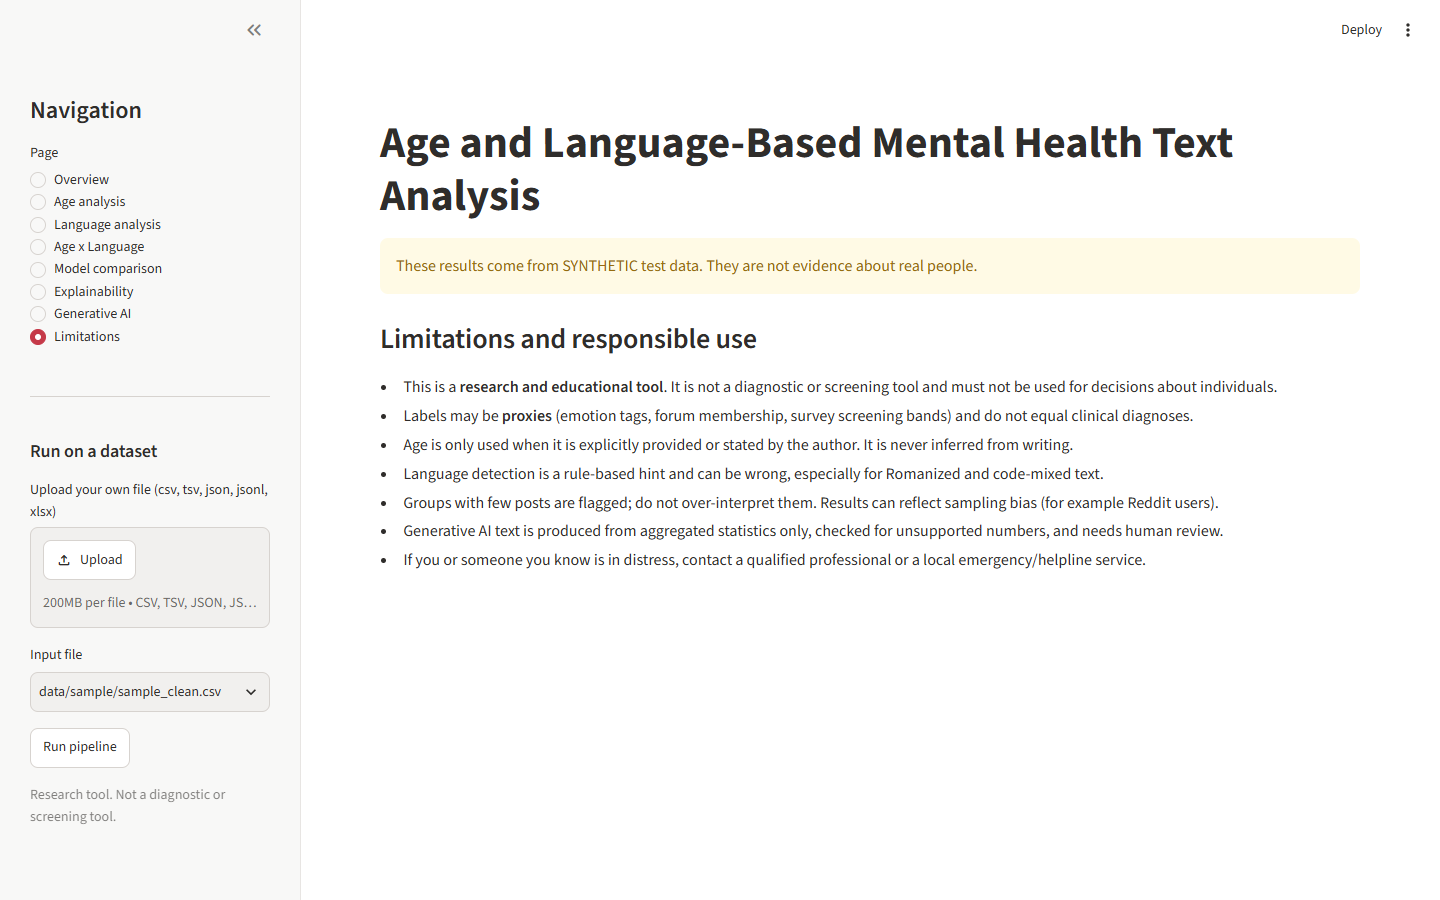 Deploy
Navigation
Page
Overview
Age analysis
Language analysis
Age x Language
Model comparison
Explainability
Generative AI
Limitations
Run on a dataset
Upload your own file (csv, tsv, json, jsonl,
xlsx)
Upload
200MB per file • CSV, TSV, JSON, JS...
Input file
data/sample/sample_clean.csv
Run pipeline
Research tool. Not a diagnostic or
screening tool.
Age and Language-Based Mental Health Text
Analysis
These results come from SYNTHETIC test data. They are not evidence about real people.
Limitations and responsible use
• This is a research and educational tool. It is not a diagnostic or screening tool and must not be used for decisions about individuals.
• Labels may be proxies (emotion tags, forum membership, survey screening bands) and do not equal clinical diagnoses.
• Age is only used when it is explicitly provided or stated by the author. It is never inferred from writing.
• Language detection is a rule-based hint and can be wrong, especially for Romanized and code-mixed text.
• Groups with few posts are flagged; do not over-interpret them. Results can reflect sampling bias (for example Reddit users).
• Generative AI text is produced from aggregated statistics only, checked for unsupported numbers, and needs human review.
• If you or someone you know is in distress, contact a qualified professional or a local emergency/helpline service.